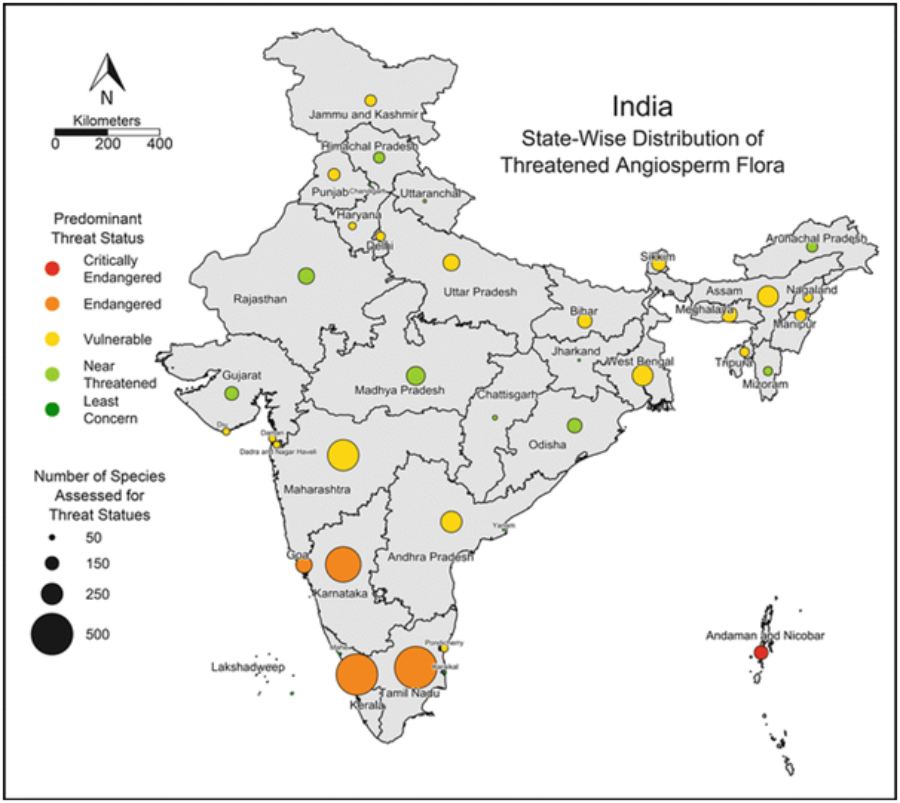 India
State-Wise Distribution of
Threatened Angiosperm Flora
N
Kilometers
0 200 400
Predominant
Threat Status
Critically
Endangered
Endangered
Vulnerable
Near
Threatened
Least
Concern
Number of Species
Assessed for
Threat Statues
50
150
250
500
Jammu and Kashmir
Himachal Pradesh
Punjab
Chandigarh
Uttaranchal
Haryana
Delhi
Rajasthan
Uttar Pradesh
Sikkim
Arunachal Pradesh
Assam
Nagaland
Meghalaya
Manipur
Bihar
Tripura
Mizoram
Jharkand
West Bengal
Gujarat
Madhya Pradesh
Chattisgarh
Diu
Daman
Dadra and Nagar Haveli
Odisha
Maharashtra
Yanam
Andhra Pradesh
Goa
Karnataka
Mahe
Pondicherry
Karaikal
Lakshadweep
Tamil Nadu
Kerala
Andaman and Nicobar